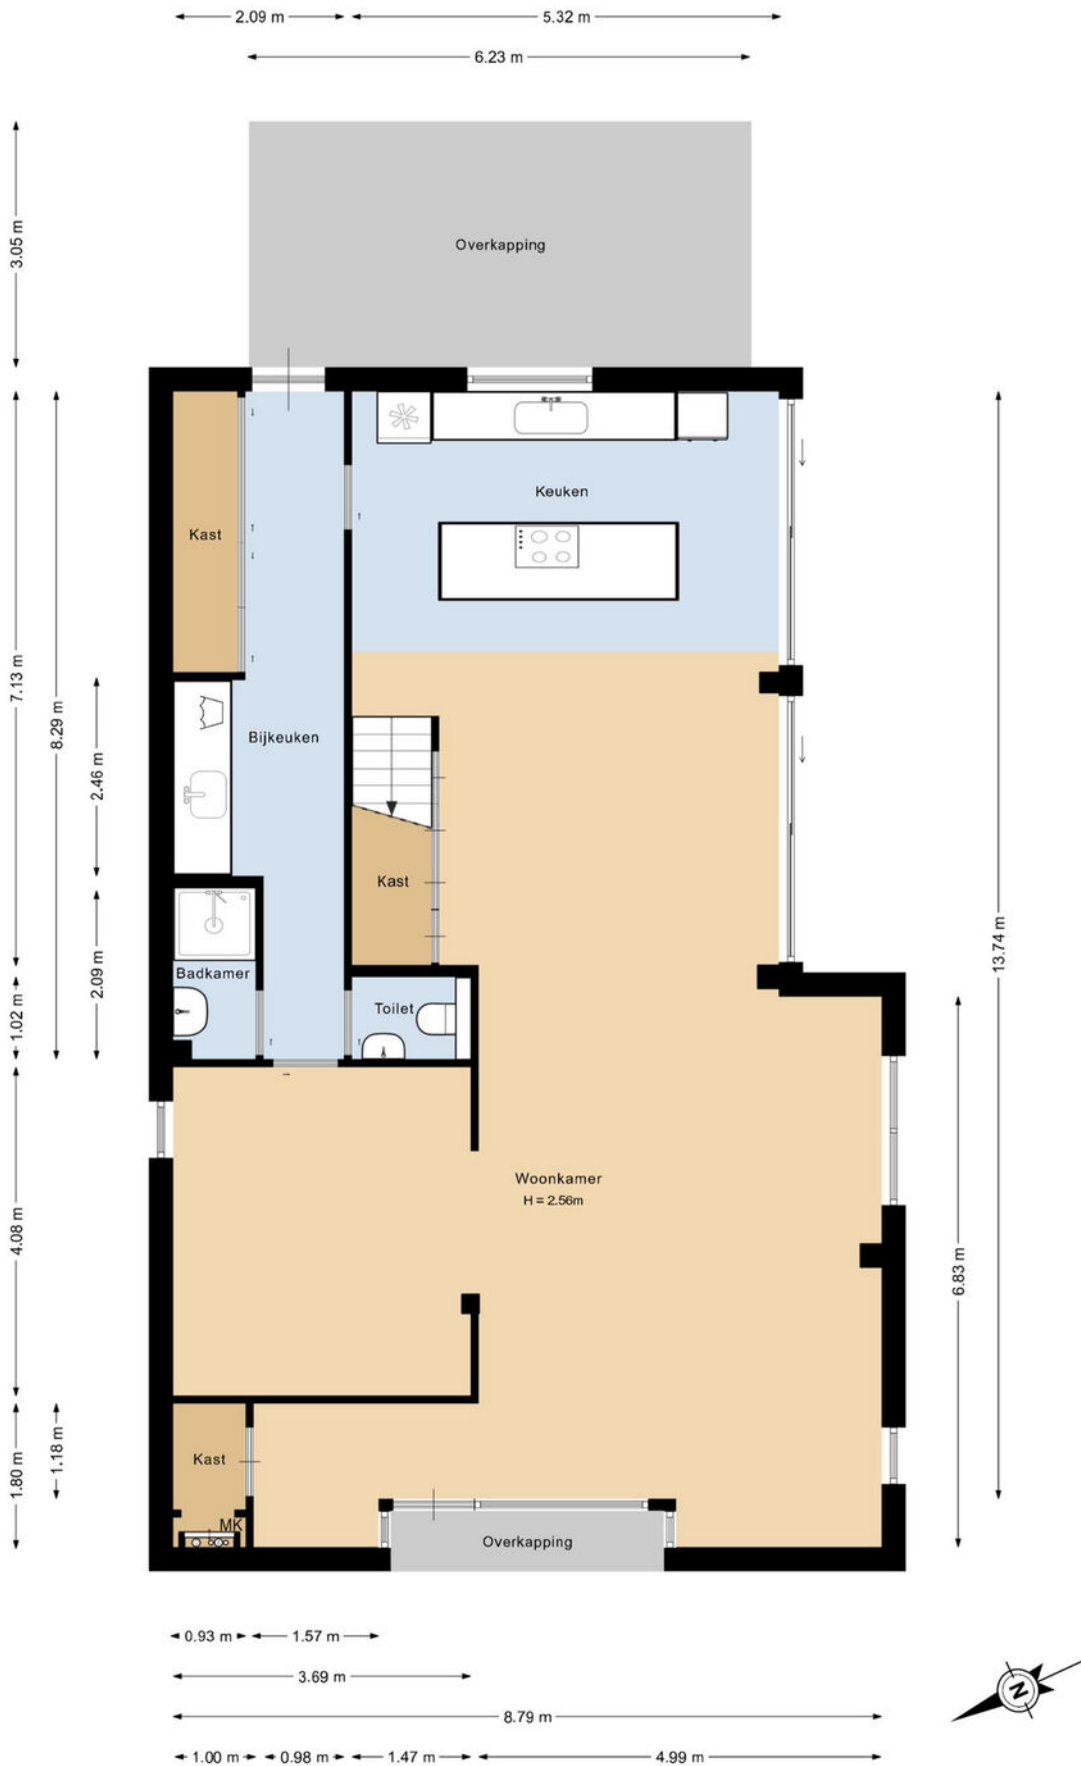 2.09 m
5.32 m
6.23 m
3.05 m
Overkapping
7.13 m
8.29 m
Kast
Keuken
2.46 m
Bijkeuken
Kast
2.09 m
13.74 m
Badkamer
1.02 m
Toilet
Woonkamer
H = 2.56m
4.08 m
6.83 m
Kast
1.80 m
1.18 m
MK
Overkapping
0.93 m
1.57 m
3.69 m
N
8.79 m
1.00 m
0.98 m
1.47 m
4.99 m